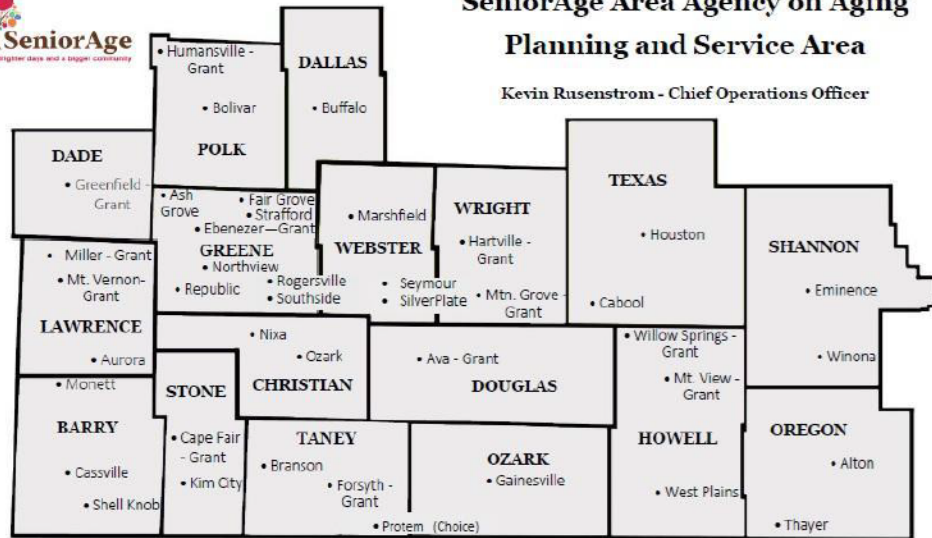 SeniorAge Area Agency on Aging
Planning and Service Area
Kevin Rusenstrom - Chief Operations Officer
SeniorAge
brighter days and a bigger community
• Humansville -
Grant
• Bolivar
POLK
DALLAS
• Buffalo
DADE
• Greenfield -
Grant
• Ash
Grove
• Fair Grove
• Strafford
• Ebenezer—Grant
GREENE
• Northview
• Republic
• Rogersville
• Southside
• Marshfield
WEBSTER
• Seymour
• SilverPlate
WRIGHT
• Hartville -
Grant
• Mtn. Grove -
Grant
TEXAS
• Houston
• Cabool
SHANNON
• Eminence
• Winona
• Miller - Grant
• Mt. Vernon-
Grant
LAWRENCE
• Aurora
• Nixa
• Ozark
CHRISTIAN
• Ava - Grant
DOUGLAS
• Willow Springs -
Grant
• Mt. View -
Grant
HOWELL
• West Plains
• Monett
BARRY
• Cassville
• Shell Knob
STONE
• Cape Fair
- Grant
• Kim City
TANEY
• Branson
• Forsyth -
Grant
• Protem (Choice)
OZARK
• Gainesville
OREGON
• Alton
• Thayer